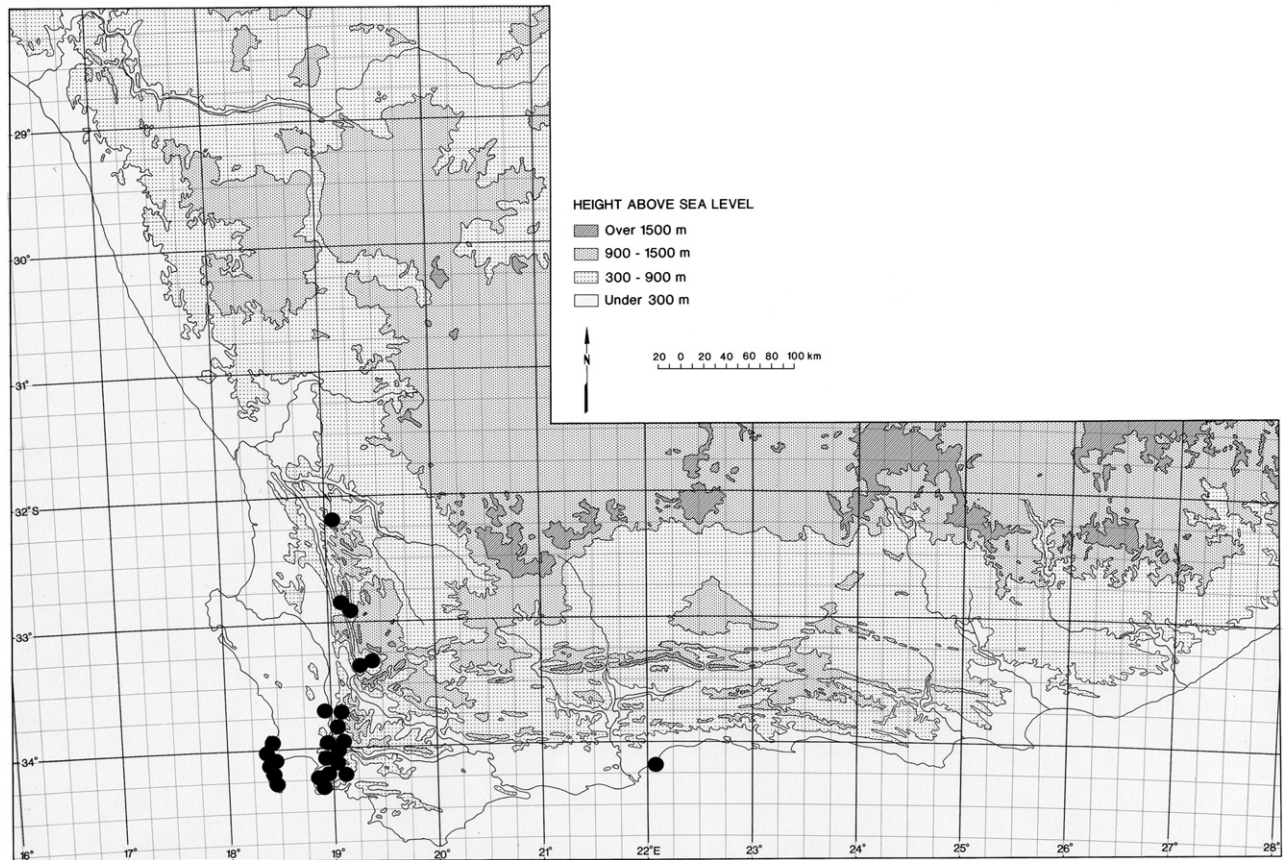 HEIGHT ABOVE SEA LEVEL
Over 1500 m
900 - 1500 m
300 - 900 m
Under 300 m
N
20 0 20 40 60 80 100 km
29°
30°
31°
32°S
33°
34°
16° 17° 18° 19° 20° 21° 22°E 23° 24° 25° 26° 27° 28°